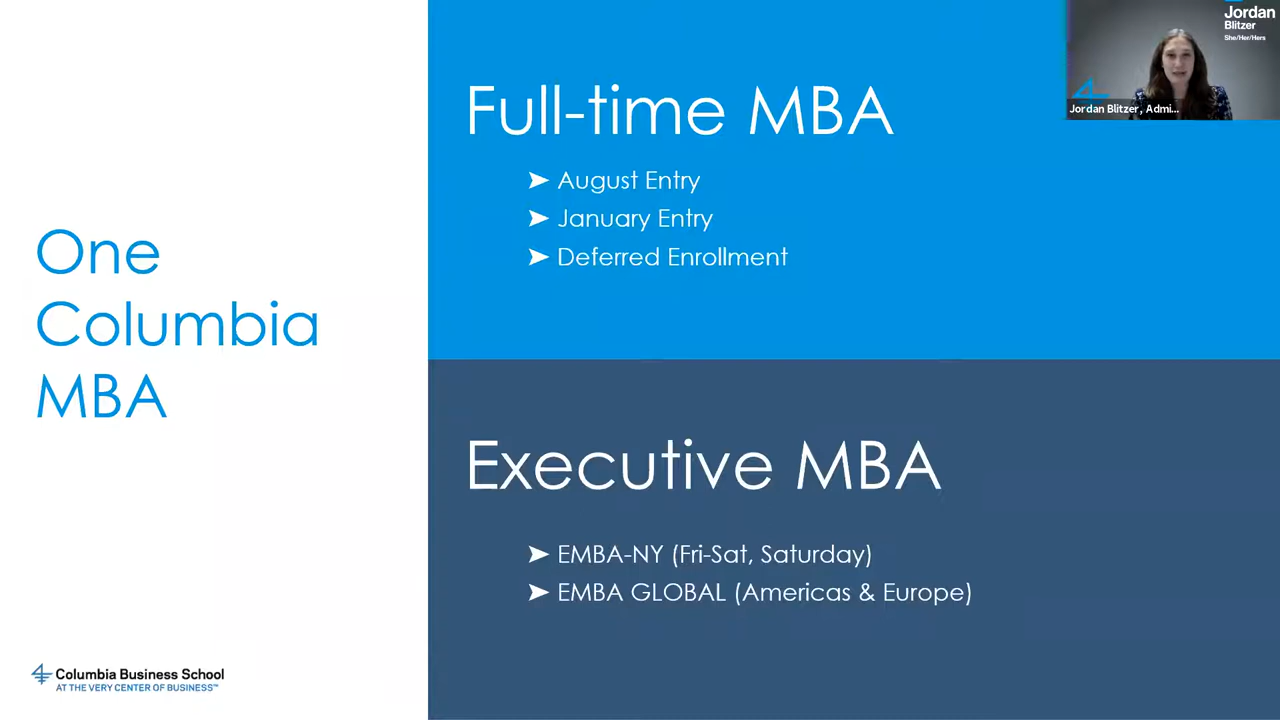 One
Columbia
MBA
Full-time MBA
➤ August Entry
➤ January Entry
➤ Deferred Enrollment
Executive MBA
➤ EMBA-NY (Fri-Sat, Saturday)
➤ EMBA GLOBAL (Americas & Europe)
Columbia Business School
AT THE VERY CENTER OF BUSINESS™
Jordan
Blitzer
She/Her/Hers
Jordan Blitzer, Admi...